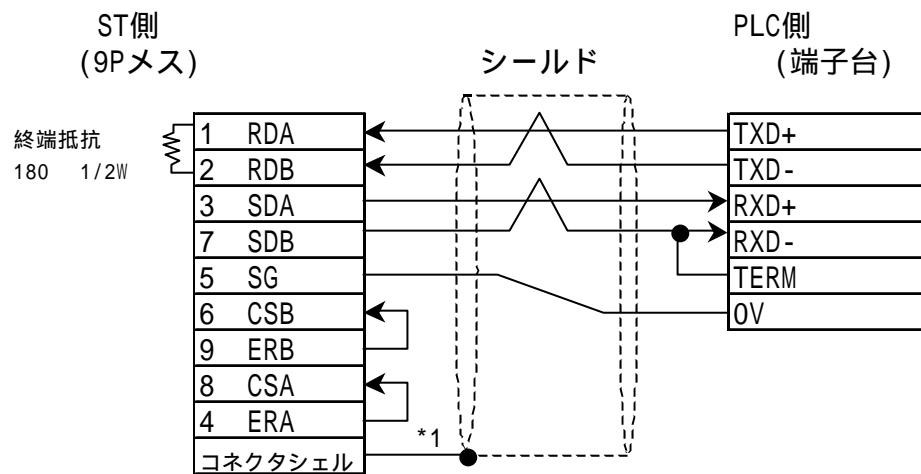 ST側
(9Pメス)
シールド
PLC側
(端子台)
終端抵抗
180 1/2W
1 RDA
2 RDB
3 SDA
7 SDB
5 SG
6 CSB
9 ERB
8 CSA
4 ERA
コネクタシェル
*1
TXD+
TXD-
RXD+
RXD-
TERM
0V